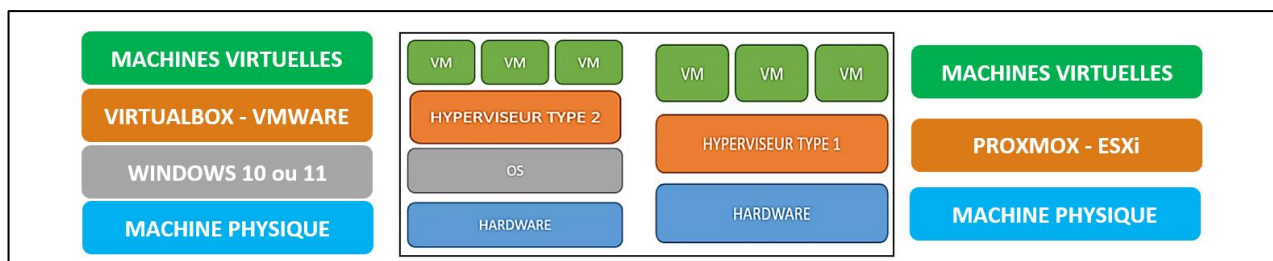 MACHINES VIRTUELLES
VIRTUALBOX - VMWARE
WINDOWS 10 ou 11
MACHINE PHYSIQUE
VM VM VM
HYPERVISEUR TYPE 2
OS
HARDWARE
VM VM VM
HYPERVISEUR TYPE 1
HARDWARE
MACHINES VIRTUELLES
PROXMOX - ESXi
MACHINE PHYSIQUE